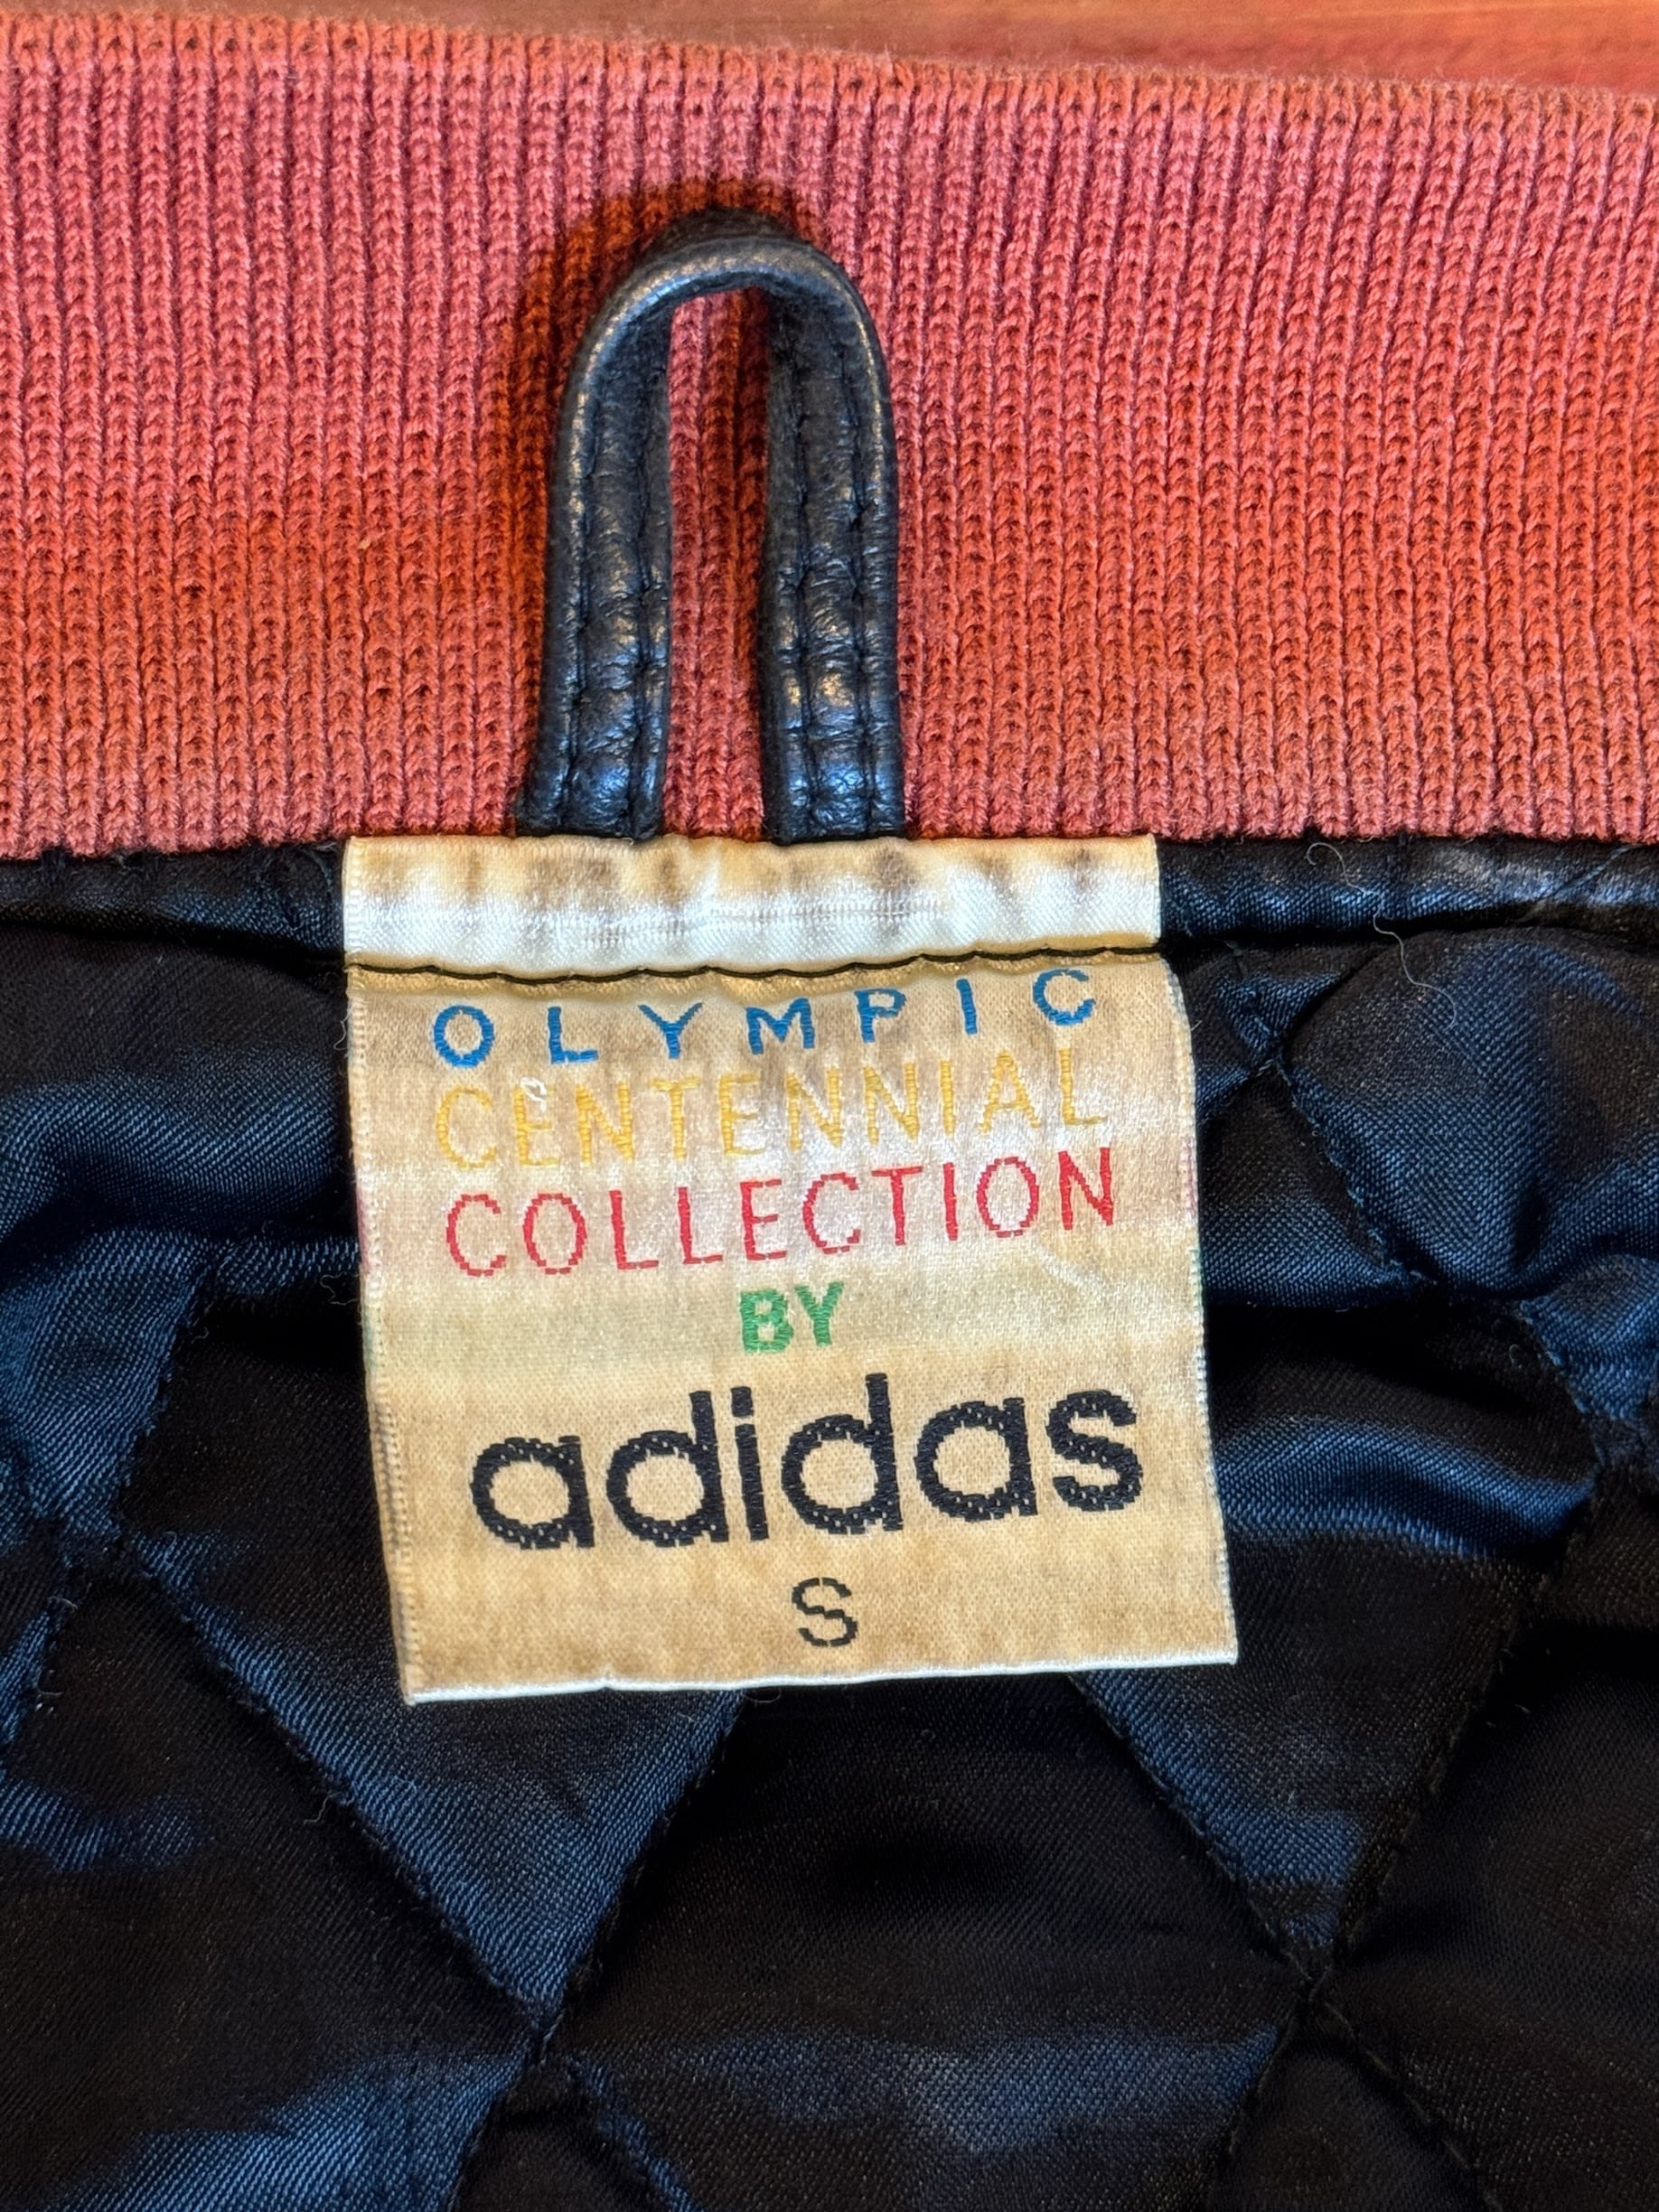 OLYMPIC
CENTENNIAL
COLLECTION
BY
adidas
S